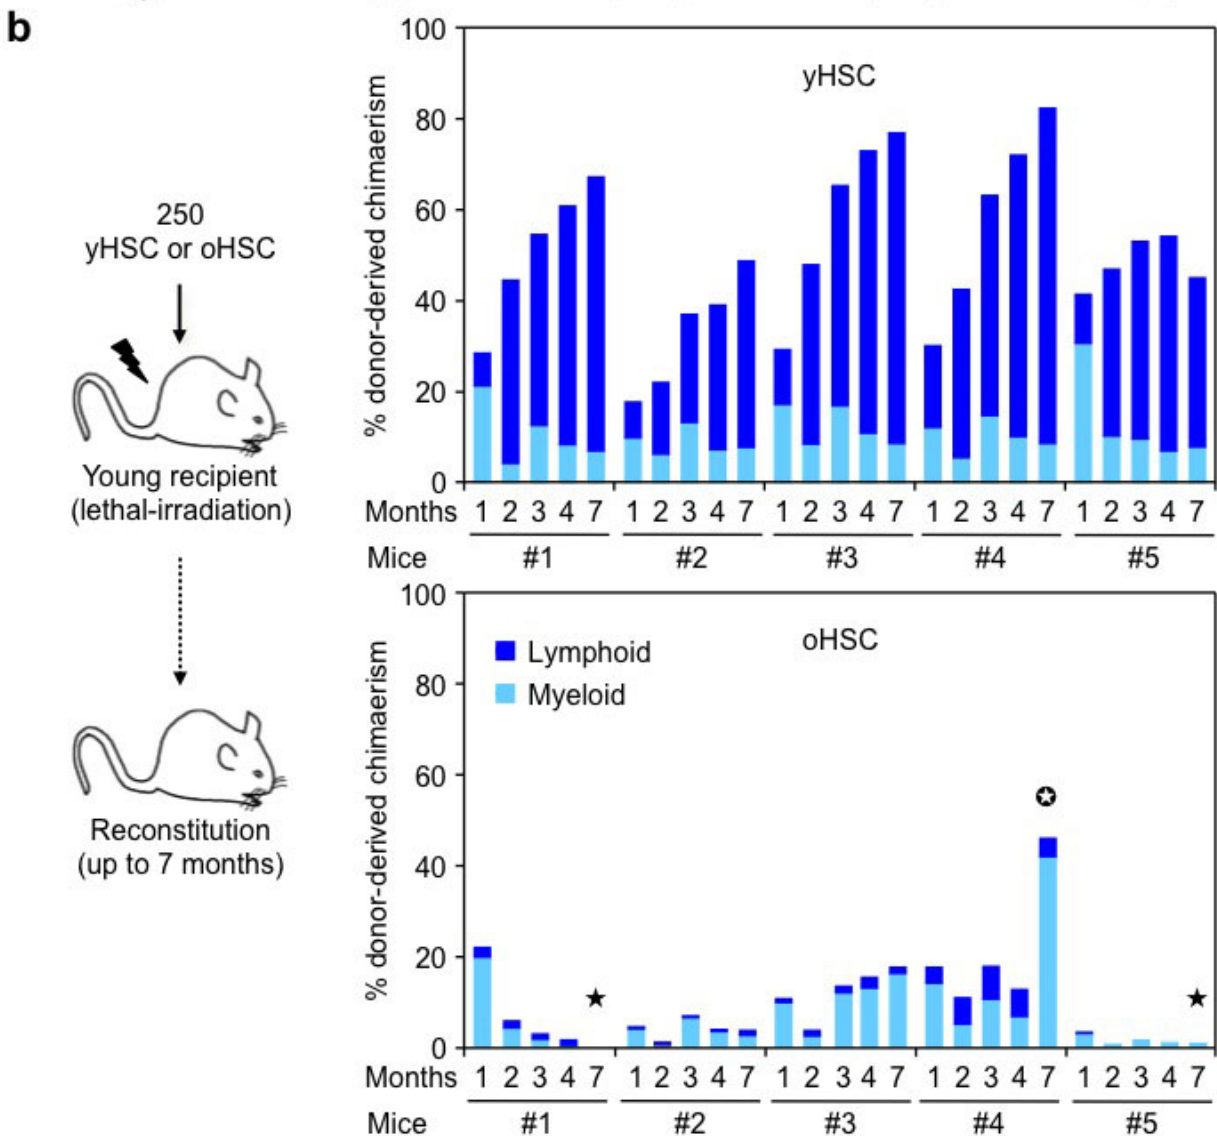 b
250
yHSC or oHSC
Young recipient
(lethal-irradiation)
Reconstitution
(up to 7 months)
% donor-derived chimaerism
100
80
60
40
20
0
yHSC
Months 1 2 3 4 7 1 2 3 4 7 1 2 3 4 7 1 2 3 4 7 1 2 3 4 7
Mice #1 #2 #3 #4 #5
% donor-derived chimaerism
100
80
60
40
20
0
oHSC
Lymphoid
Myeloid
Months 1 2 3 4 7 1 2 3 4 7 1 2 3 4 7 1 2 3 4 7 1 2 3 4 7
Mice #1 #2 #3 #4 #5